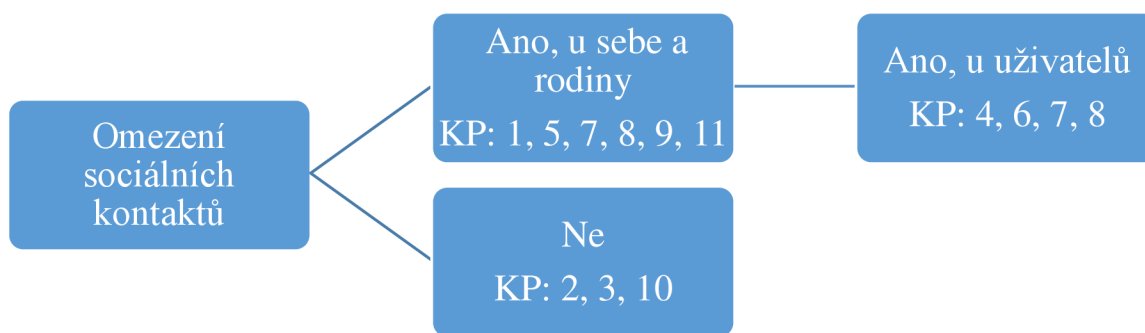 Omezení
sociálních
kontaktů
Ano, u sebe a
rodiny
KP: 1, 5, 7, 8, 9, 11
Ano, u uživatelů
KP: 4, 6, 7, 8
Ne
KP: 2, 3, 10